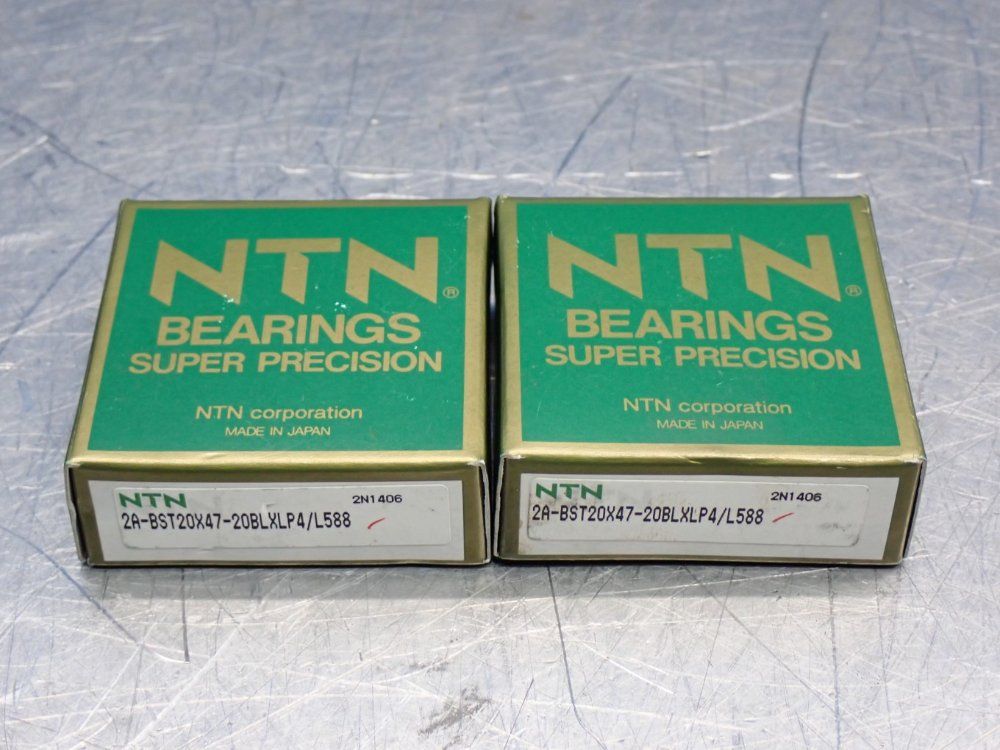 NTN®
BEARINGS
SUPER PRECISION
NTN corporation
MADE IN JAPAN
NTN
2N1406
2A-BST20X47-20BLXLP4/L588
NTN®
BEARINGS
SUPER PRECISION
NTN corporation
MADE IN JAPAN
NTN
2N1406
2A-BST20X47-20BLXLP4/L588